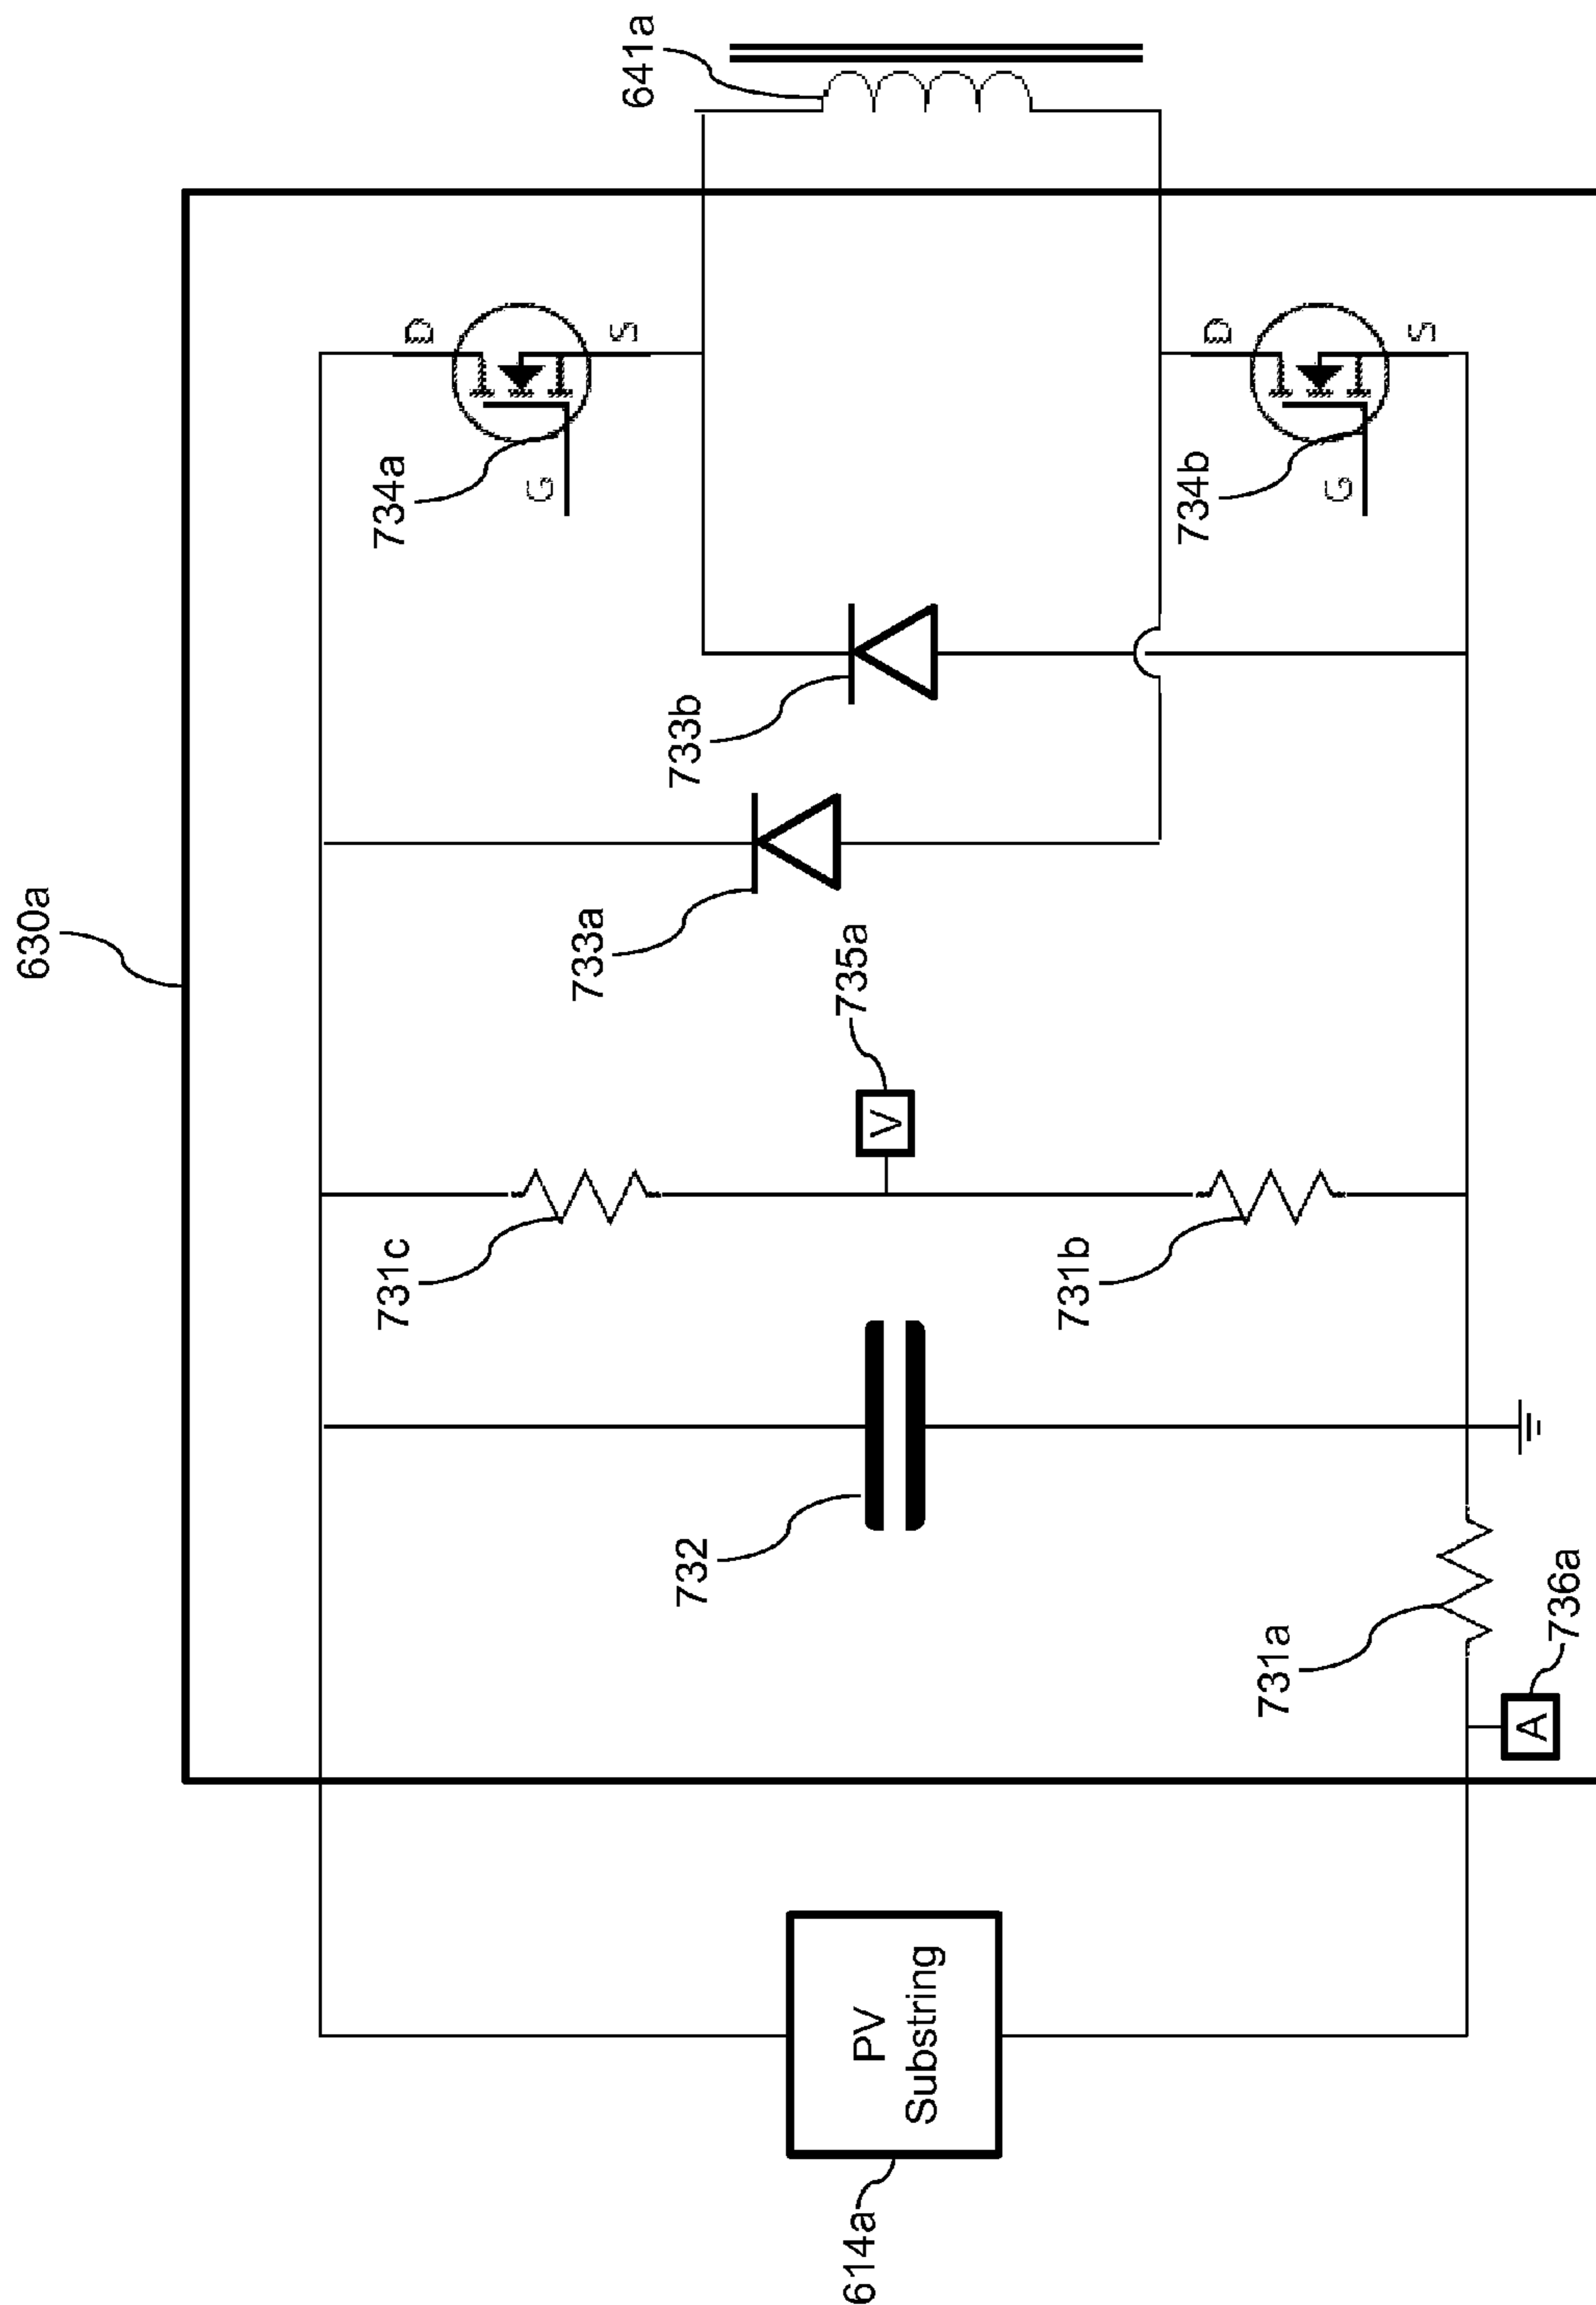 630a
731c
734a
D
G
733a
S
641a
732
733b
614a
735a
PV
Substring
V
731b
734b
D
731a
G
S
A
736a